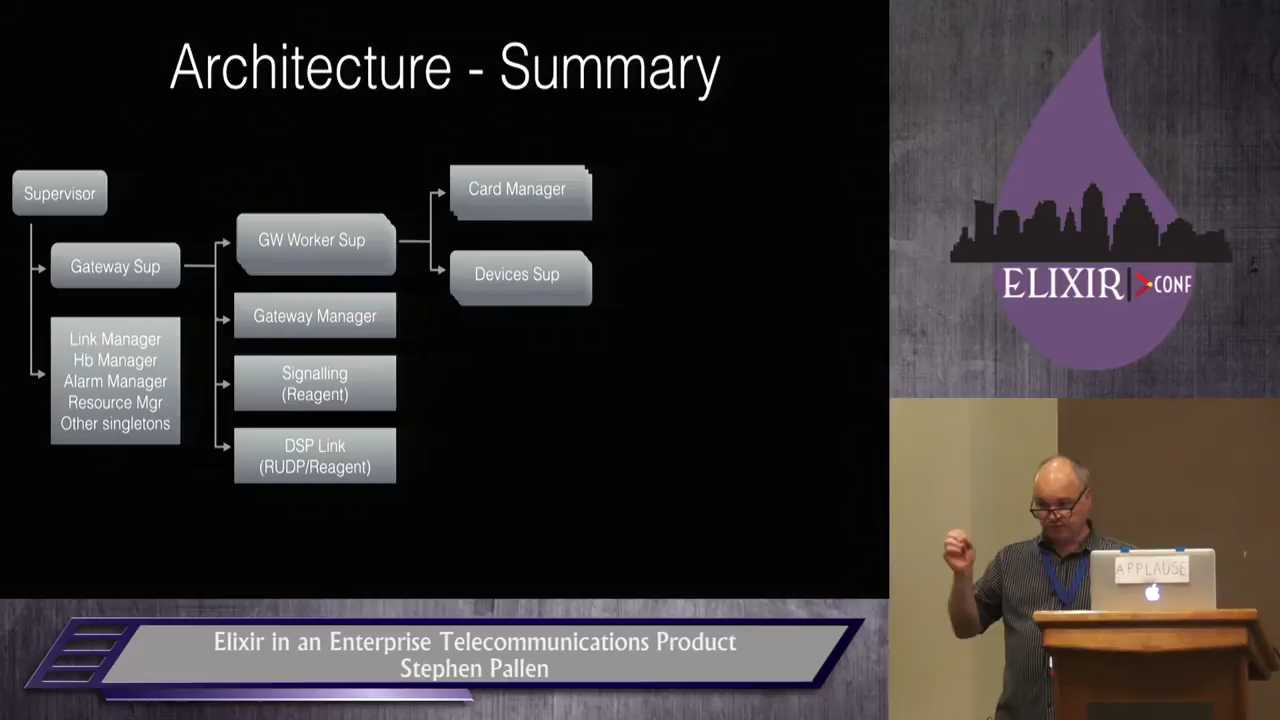 Architecture - Summary
Supervisor
Gateway Sup
Link Manager
Hb Manager
Alarm Manager
Resource Mgr
Other singletons
GW Worker Sup
Gateway Manager
Signalling
(Reagent)
DSP Link
(RUDP/Reagent)
Card Manager
Devices Sup
ELIXIR CONF
APPLAUSE
Elixir in an Enterprise Telecommunications Product
Stephen Pallen